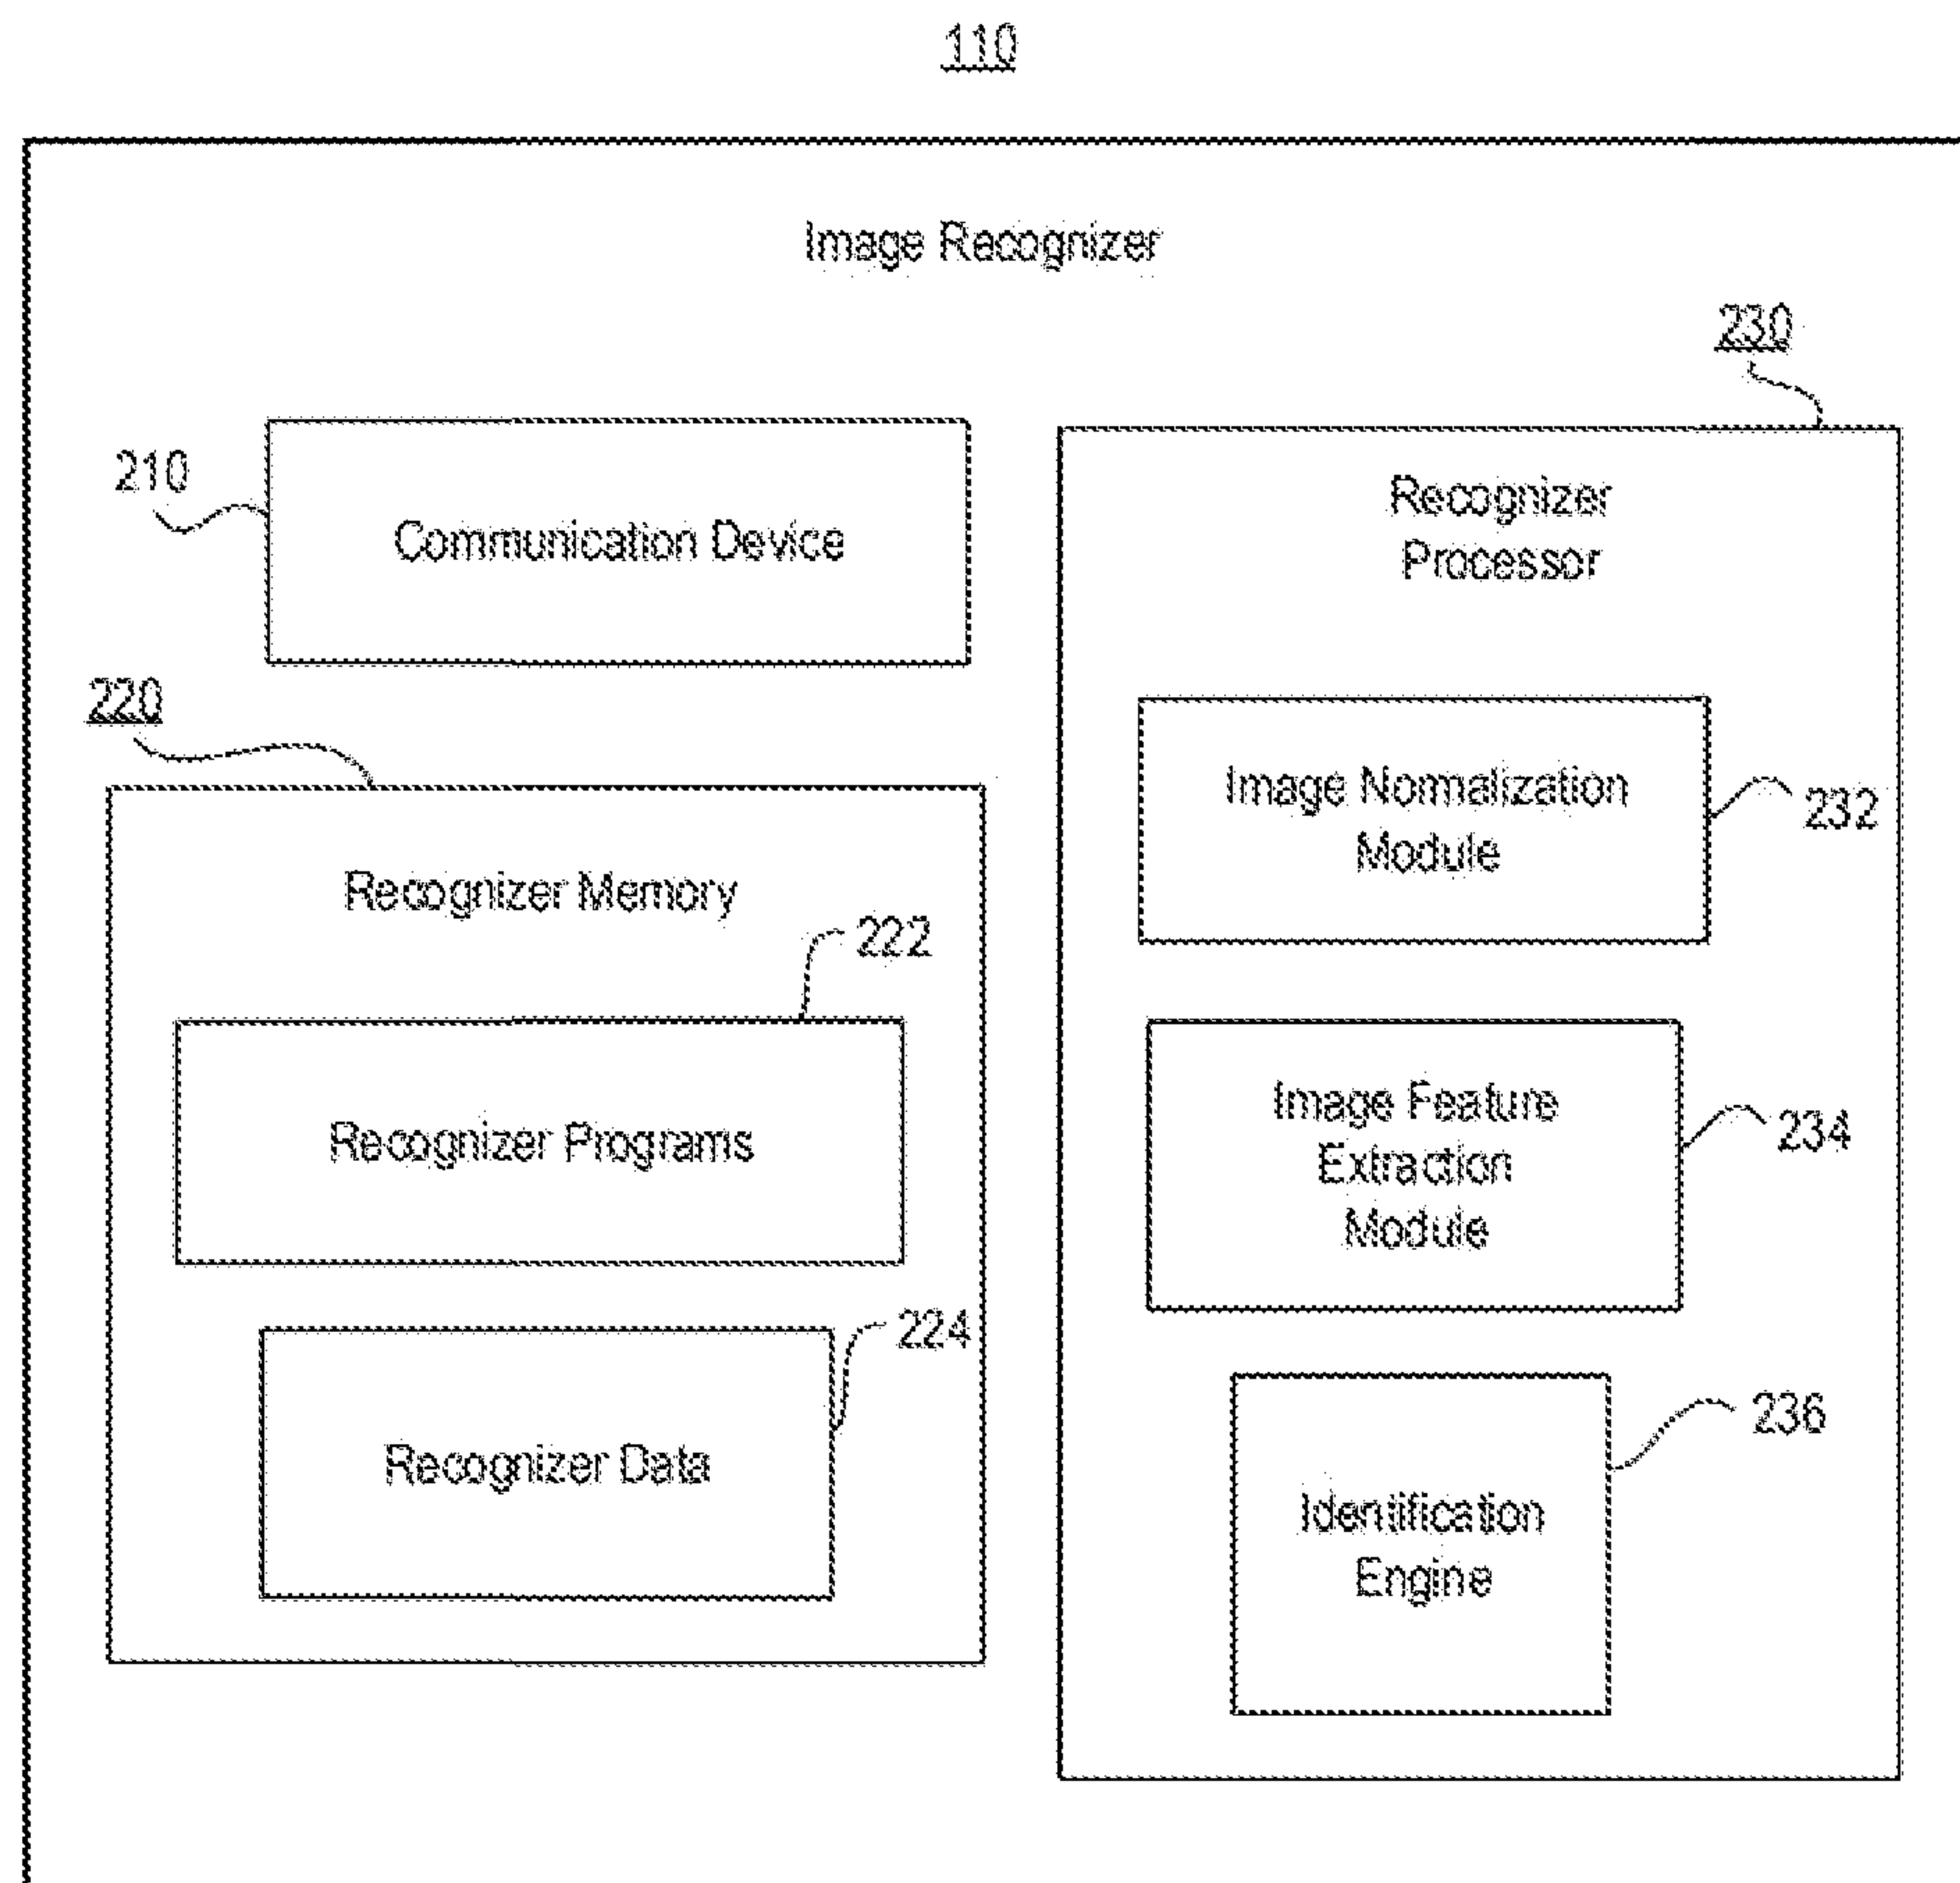 110
Image Recognizer
230
210
Communication Device
Recognizer
Processor
220
Image Normalization
Module
232
Recognizer Memory
222
Recognizer Programs
Image Feature
Extraction
Module
234
224
Recognizer Data
236
Identification
Engine